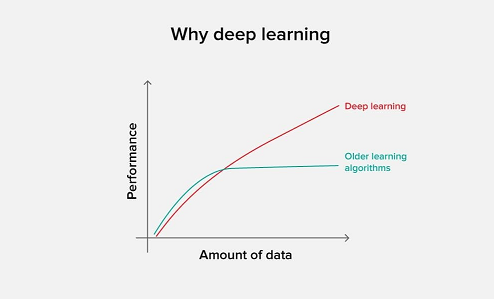 Why deep learning
Performance
Deep learning
Older learning
algorithms
Amount of data